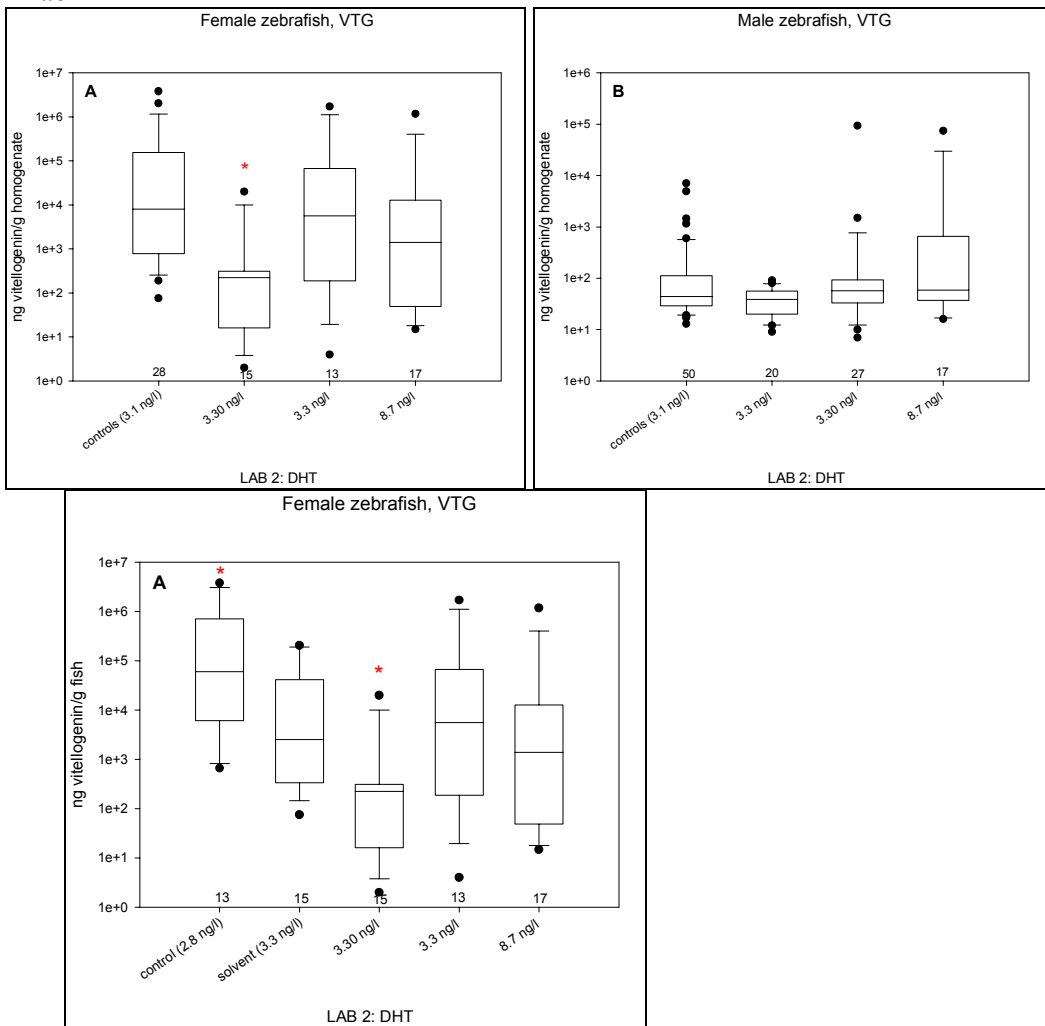 Female zebrafish, VTG
A
ng vitellogenin/g homogenate
1e+7
1e+6
1e+5
1e+4
1e+3
1e+2
1e+1
1e+0
*
28
15
13
17
controls (3.1 ng/l)
3.30 ng/l
3.3 ng/l
8.7 ng/l
LAB 2: DHT
Male zebrafish, VTG
B
ng vitellogenin/g homogenate
1e+6
1e+5
1e+4
1e+3
1e+2
1e+1
1e+0
50
20
27
17
controls (3.1 ng/l)
3.3 ng/l
3.30 ng/l
8.7 ng/l
LAB 2: DHT
Female zebrafish, VTG
A
ng vitellogenin/g fish
1e+7
1e+6
1e+5
1e+4
1e+3
1e+2
1e+1
1e+0
*
*
13
15
15
13
17
control (2.8 ng/l)
solvent (3.3 ng/l)
3.30 ng/l
3.3 ng/l
8.7 ng/l
LAB 2: DHT